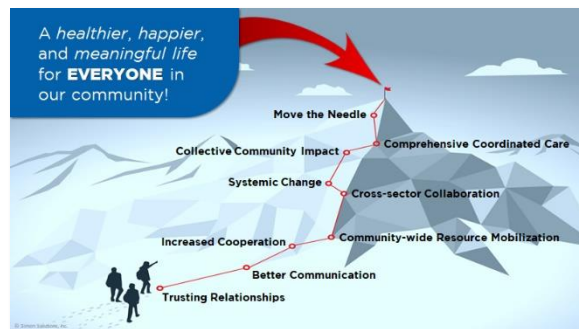 A healthier, happier,
and meaningful life
for EVERYONE in
our community!
Move the Needle
Comprehensive Coordinated Care
Collective Community Impact
Systemic Change
Cross-sector Collaboration
Community-wide Resource Mobilization
Increased Cooperation
Better Communication
Trusting Relationships